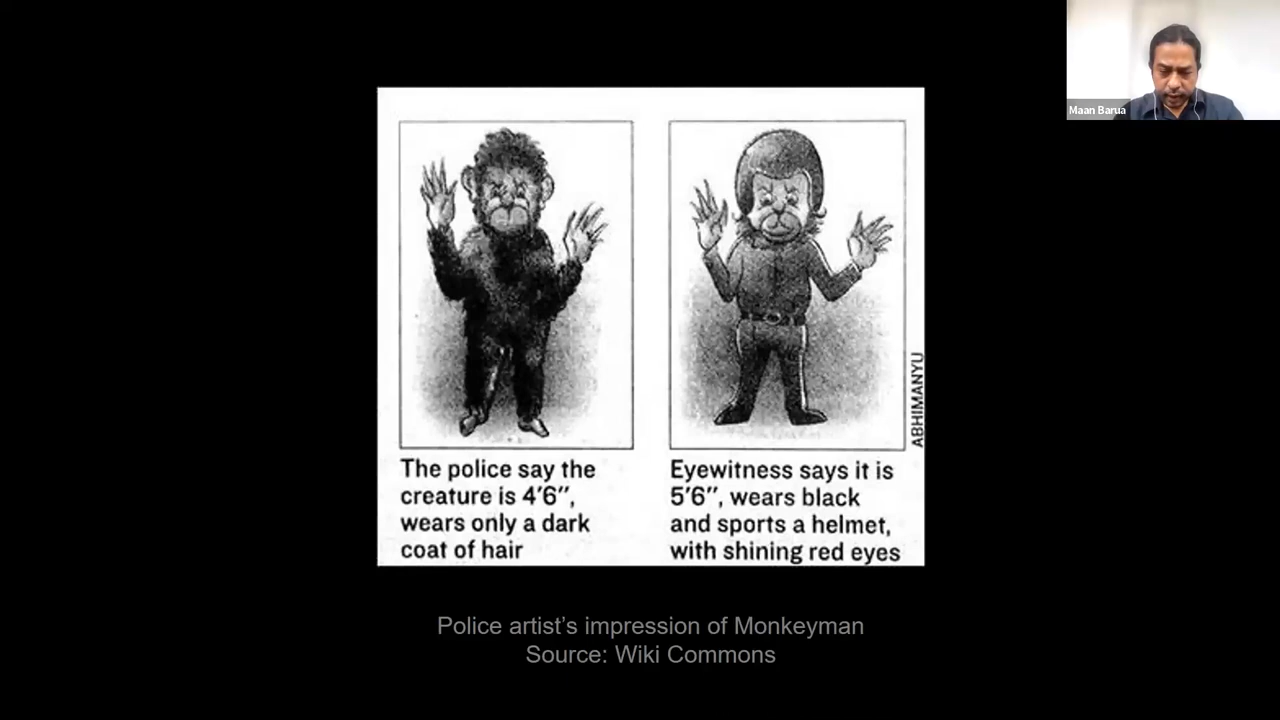 Maan Barua
The police say the
creature is 4'6",
wears only a dark
coat of hair
Eyewitness says it is
5'6", wears black
and sports a helmet,
with shining red eyes
ABHIMANYU
Police artist’s impression of Monkeyman
Source: Wiki Commons